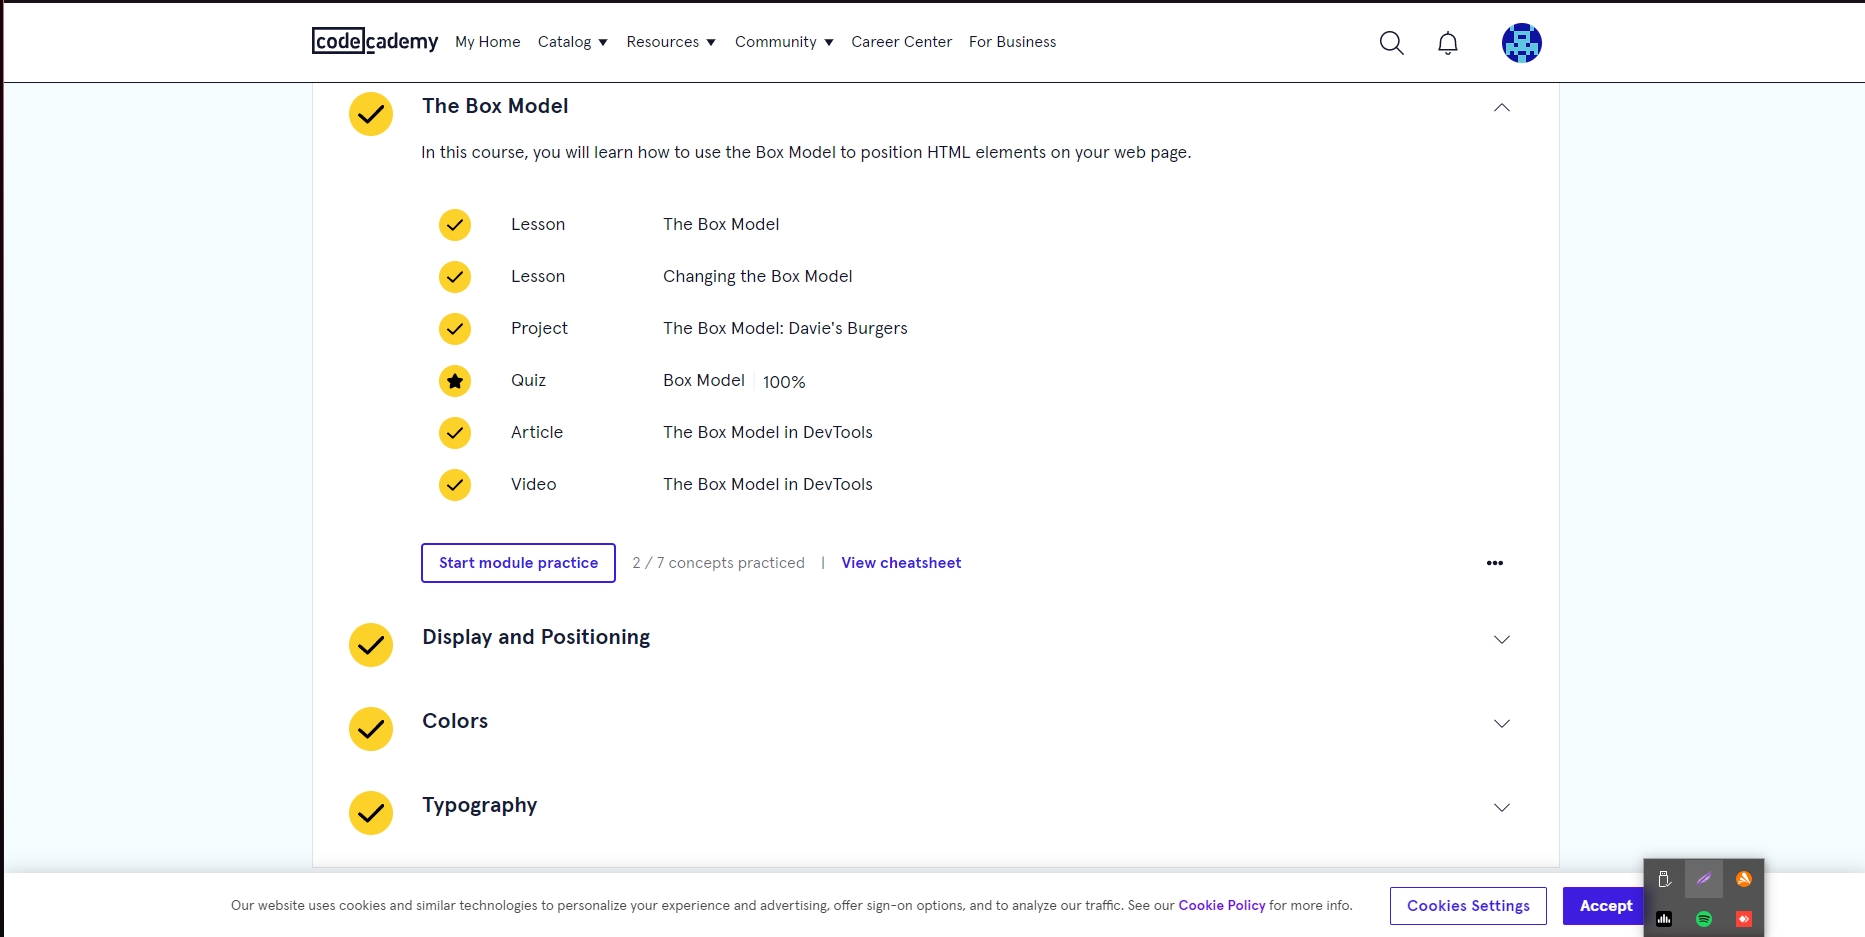 codecademy My Home Catalog Resources Community Career Center For Business
The Box Model
In this course, you will learn how to use the Box Model to position HTML elements on your web page.
Lesson The Box Model
Lesson Changing the Box Model
Project The Box Model: Davie's Burgers
Quiz Box Model 100%
Article The Box Model in DevTools
Video The Box Model in DevTools
Start module practice 2 / 7 concepts practiced | View cheatsheet
Display and Positioning
Colors
Typography
Our website uses cookies and similar technologies to personalize your experience and advertising, offer sign-on options, and to analyze our traffic. See our Cookie Policy for more info. Cookies Settings Accept